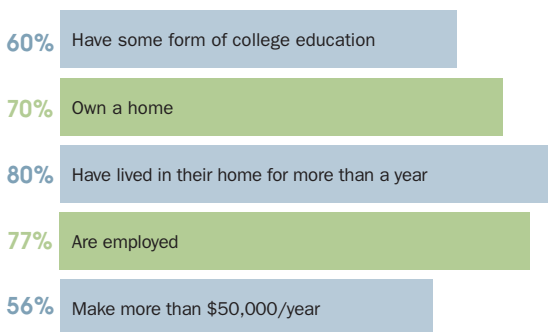 60% Have some form of college education
70% Own a home
80% Have lived in their home for more than a year
77% Are employed
56% Make more than $50,000/year